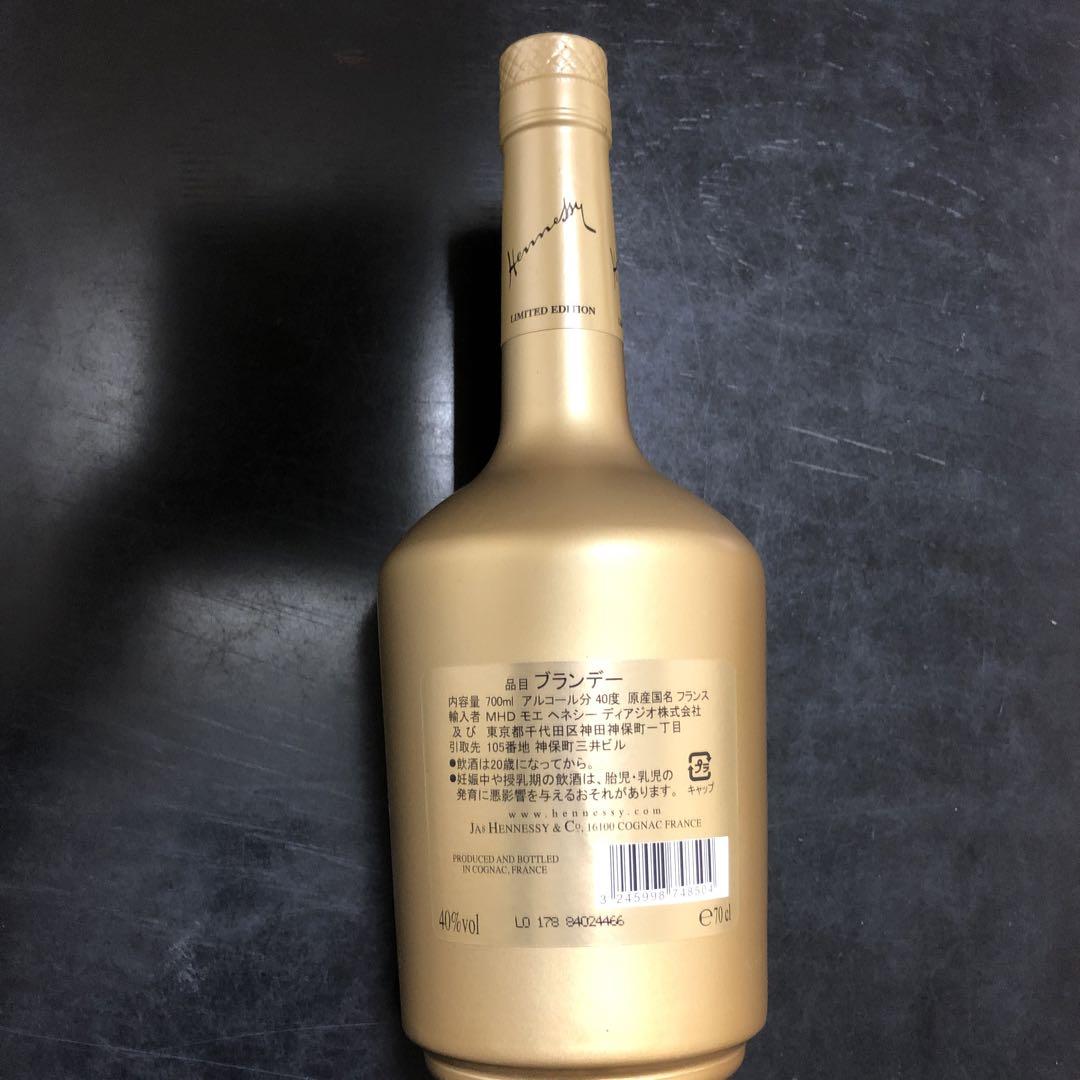 Hennessy
LIMITED EDITION
品目 ブランデー
内容量 700ml アルコール分 40度 原産国名 フランス
輸入者 MHD モエ ヘネシー ディアジオ株式会社
及び 東京都千代田区神田神保町一丁目
引取先 105番地 神保町三井ビル
●飲酒は20歳になってから。
●妊娠中や授乳期の飲酒は、胎児・乳児の
発育に悪影響を与えるおそれがあります。
プラ
キャップ
www.hennessy.com
JAs HENNESSY & Co, 16100 COGNAC FRANCE
PRODUCED AND BOTTLED
IN COGNAC, FRANCE
3 245998 748504
40%vol
LO 178 84024466
℮70 cl